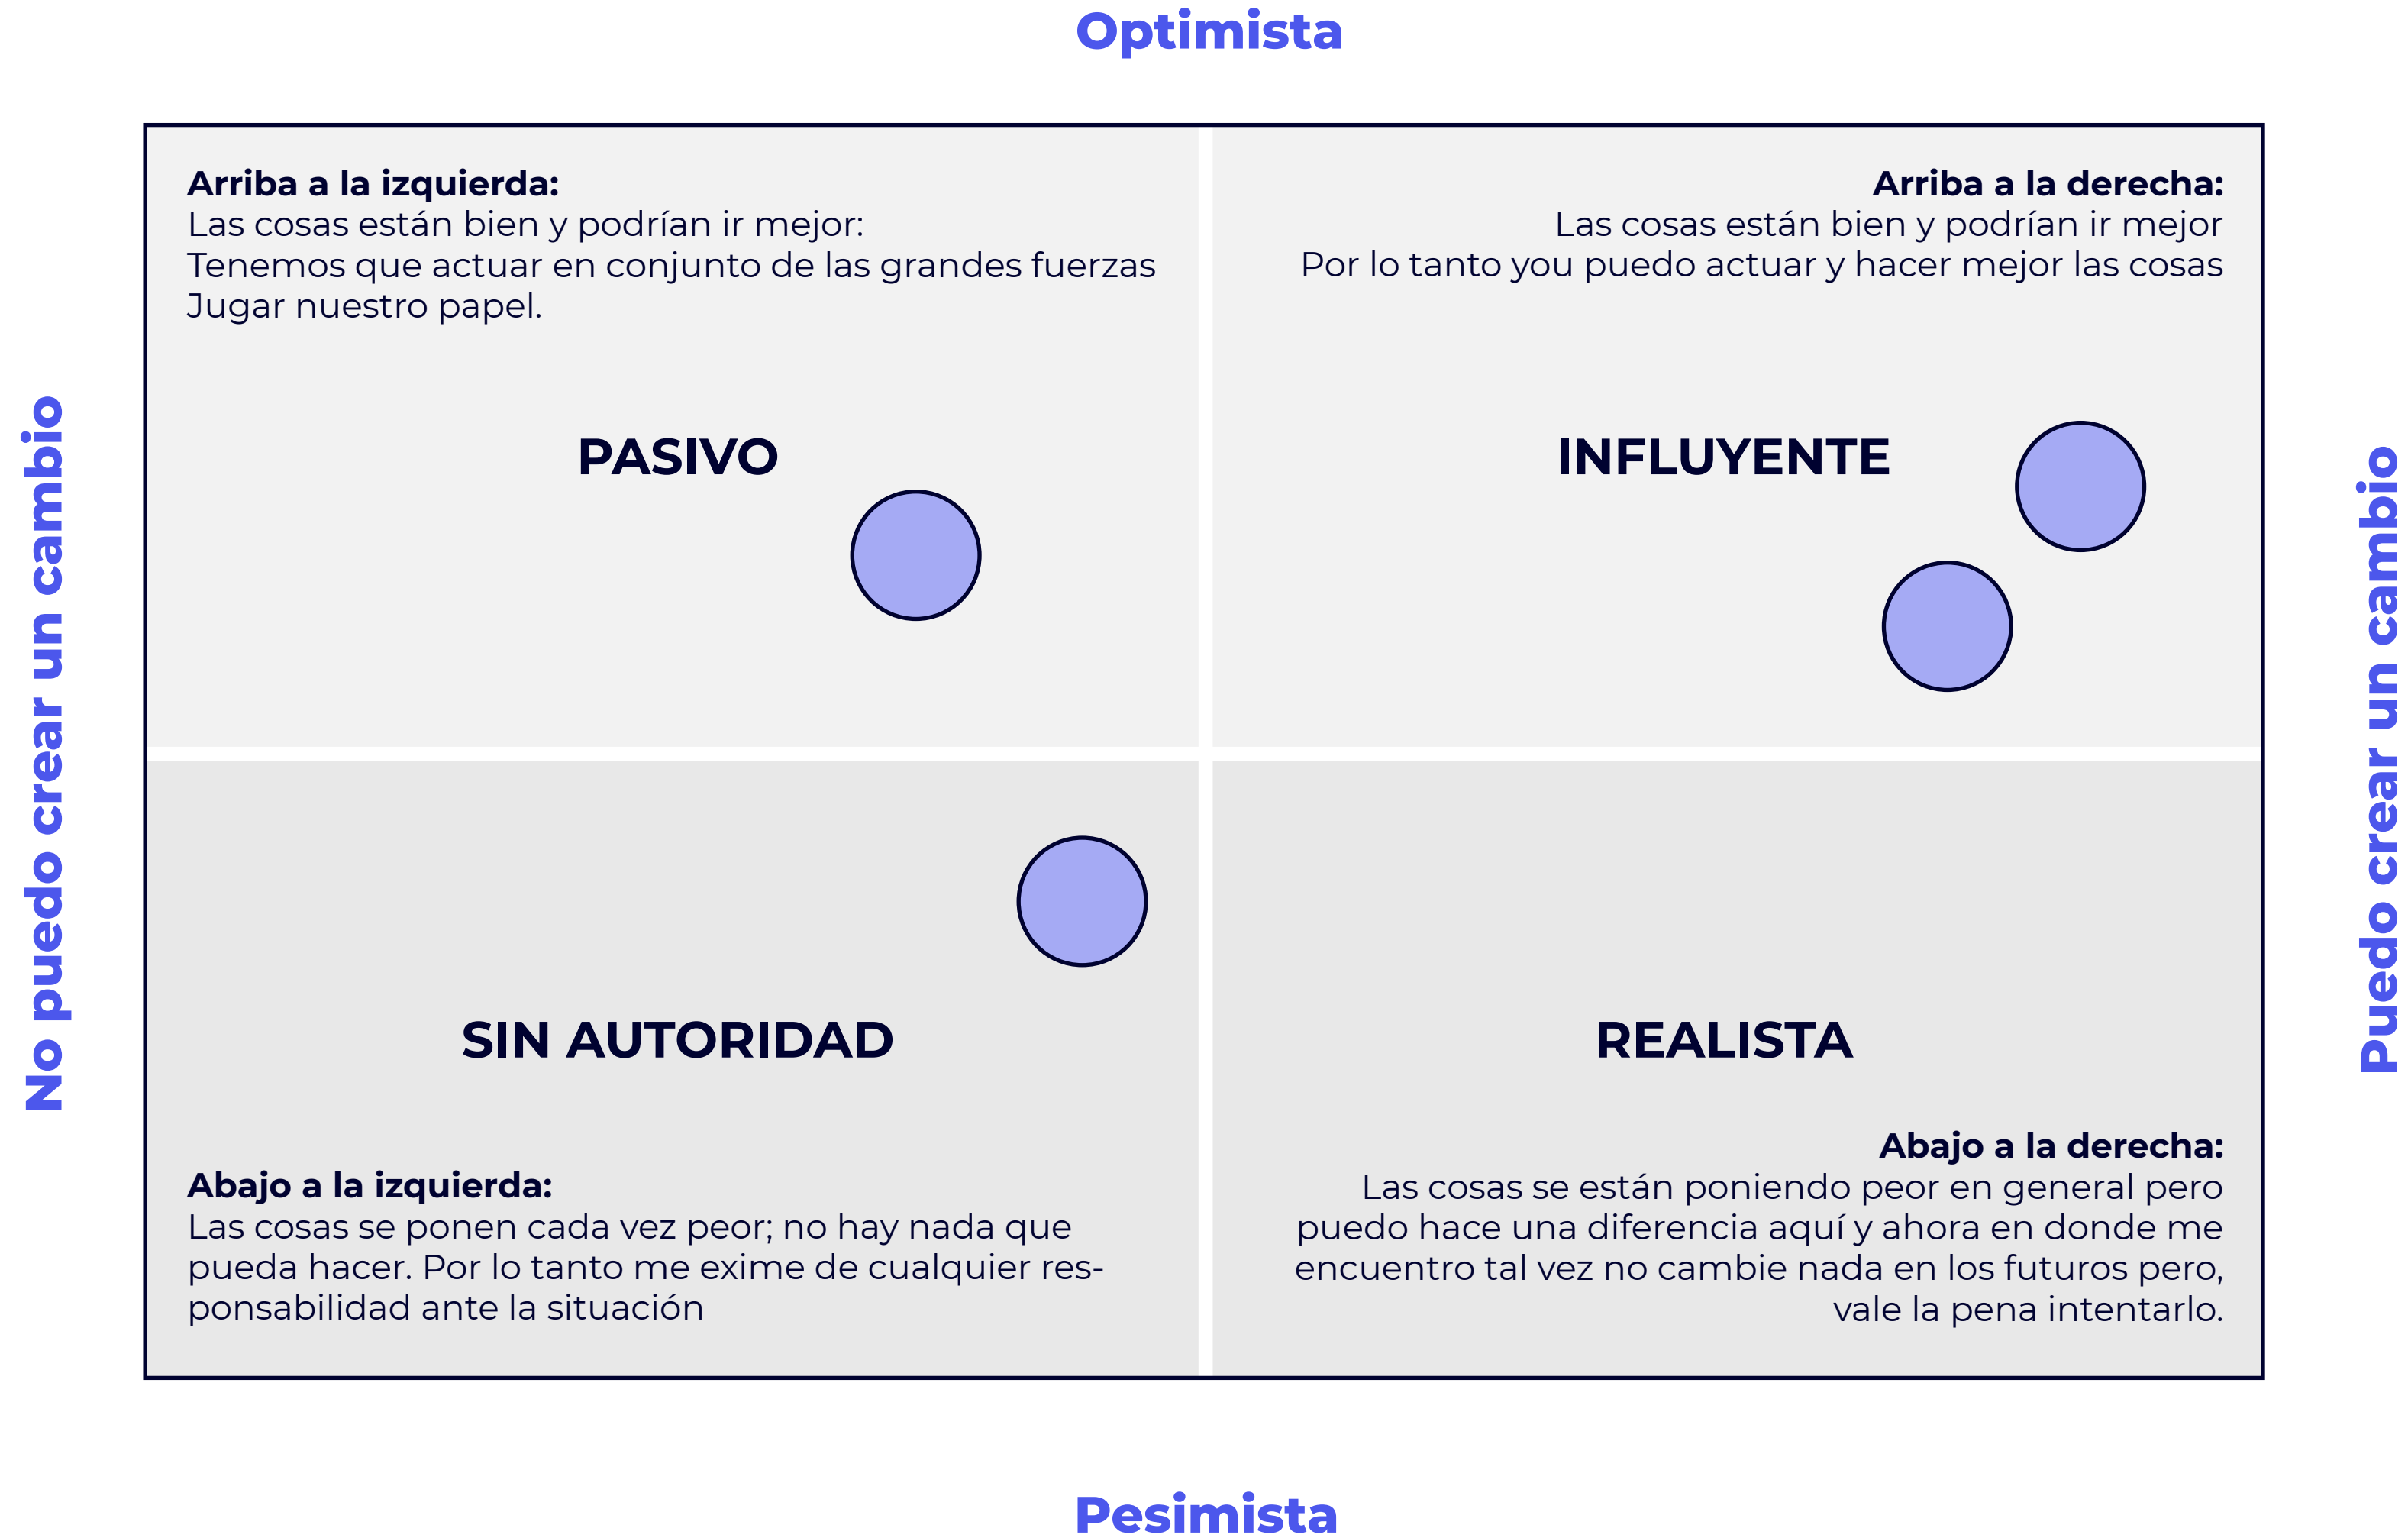 Optimista
No puedo crear un cambio
Puedo crear un cambio
Arriba a la izquierda:
Las cosas están bien y podrían ir mejor:
Tenemos que actuar en conjunto de las grandes fuerzas
Jugar nuestro papel.
PASIVO
Arriba a la derecha:
Las cosas están bien y podrían ir mejor
Por lo tanto you puedo actuar y hacer mejor las cosas
INFLUYENTE
SIN AUTORIDAD
Abajo a la izquierda:
Las cosas se ponen cada vez peor; no hay nada que
pueda hacer. Por lo tanto me exime de cualquier res-
ponsabilidad ante la situación
REALISTA
Abajo a la derecha:
Las cosas se están poniendo peor en general pero
puedo hace una diferencia aquí y ahora en donde me
encuentro tal vez no cambie nada en los futuros pero,
vale la pena intentarlo.
Pesimista